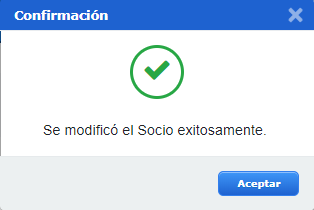 Confirmación
Se modificó el Socio exitosamente.
Aceptar